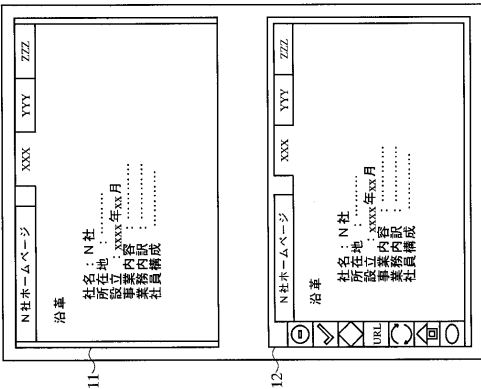 11
N社ホームページ XXX YYY ZZZ
沿革
社名：N社
所在地：‥‥‥‥
設立：xxxx年xx月
事業内容：‥‥‥‥
業務内訳：‥‥‥‥
社員構成‥‥‥‥
12
N社ホームページ XXX YYY ZZZ
URL
沿革
社名：N社
所在地：‥‥‥‥
設立：xxxx年xx月
事業内容：‥‥‥‥
業務内訳：‥‥‥‥
社員構成‥‥‥‥